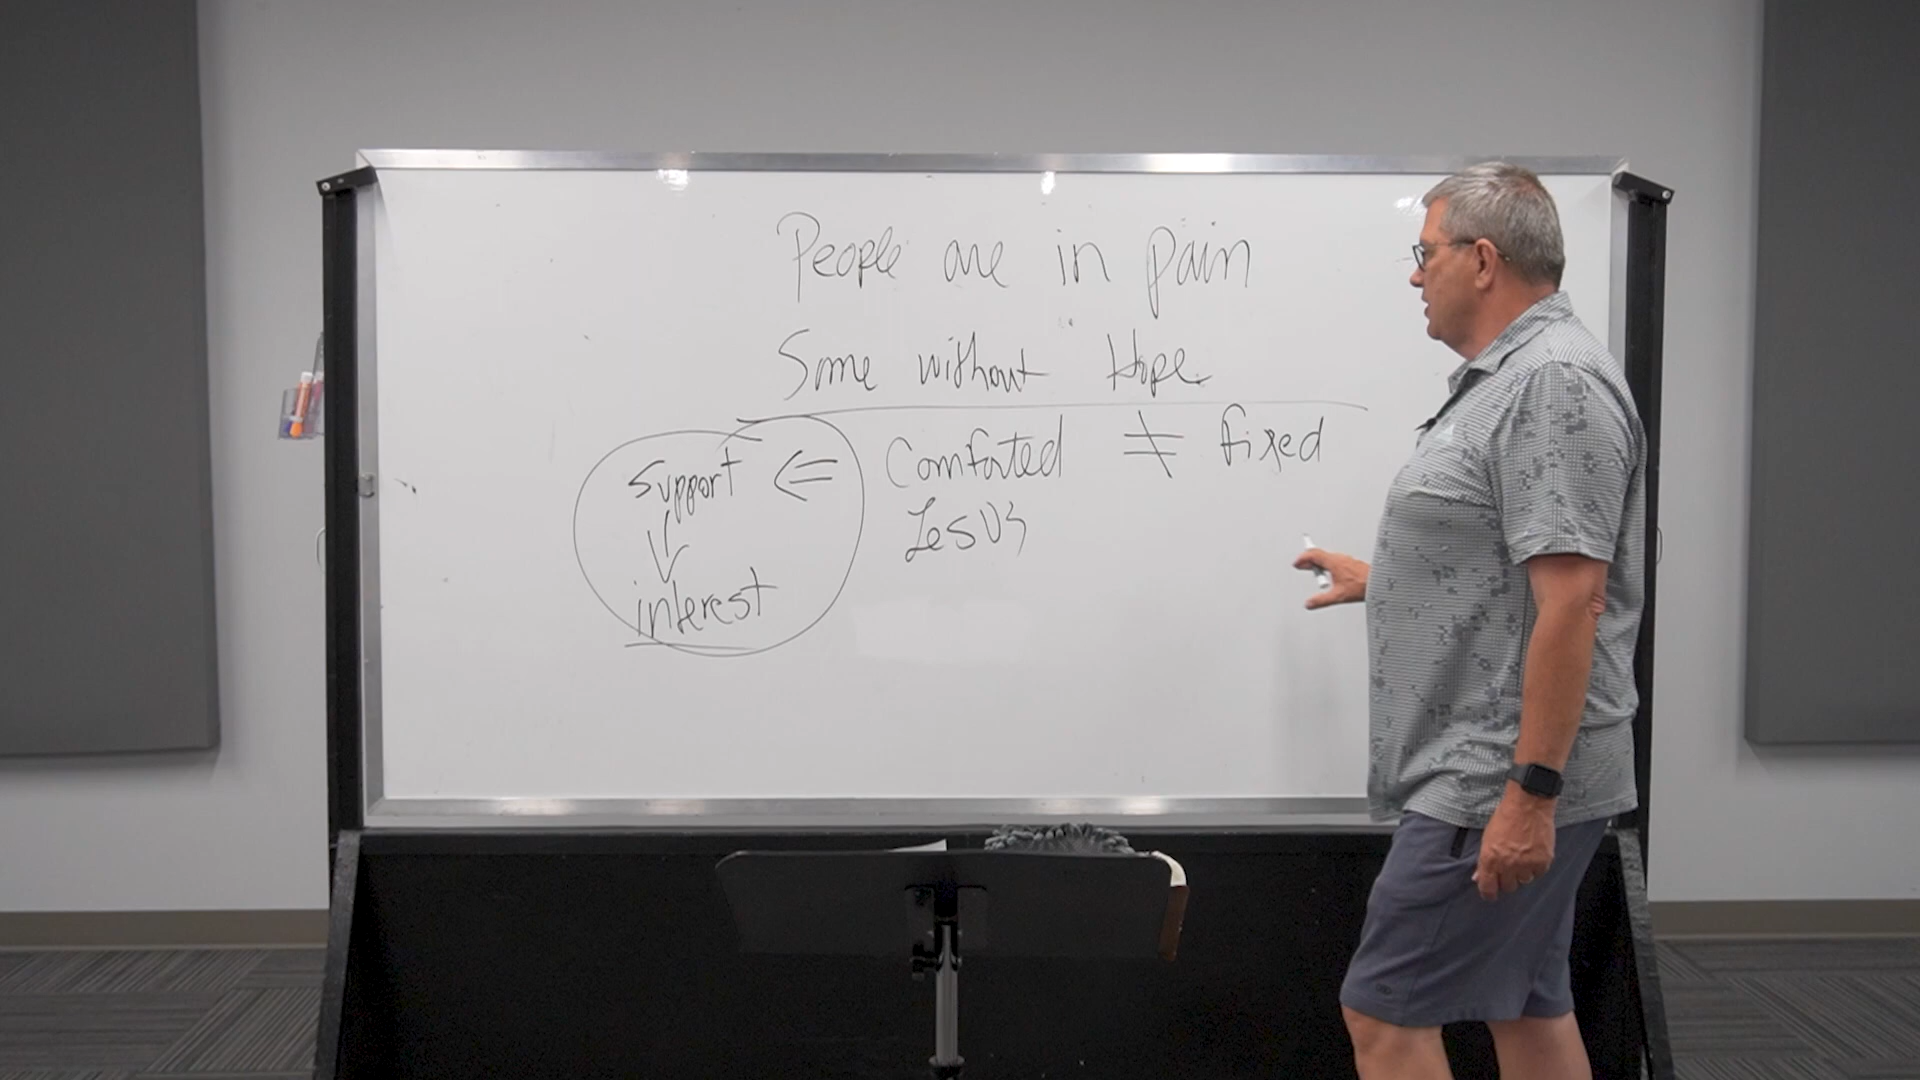 People are in pain
Some without Hope
support ⇐ Comforted ≠ fixed
Jesus
interest